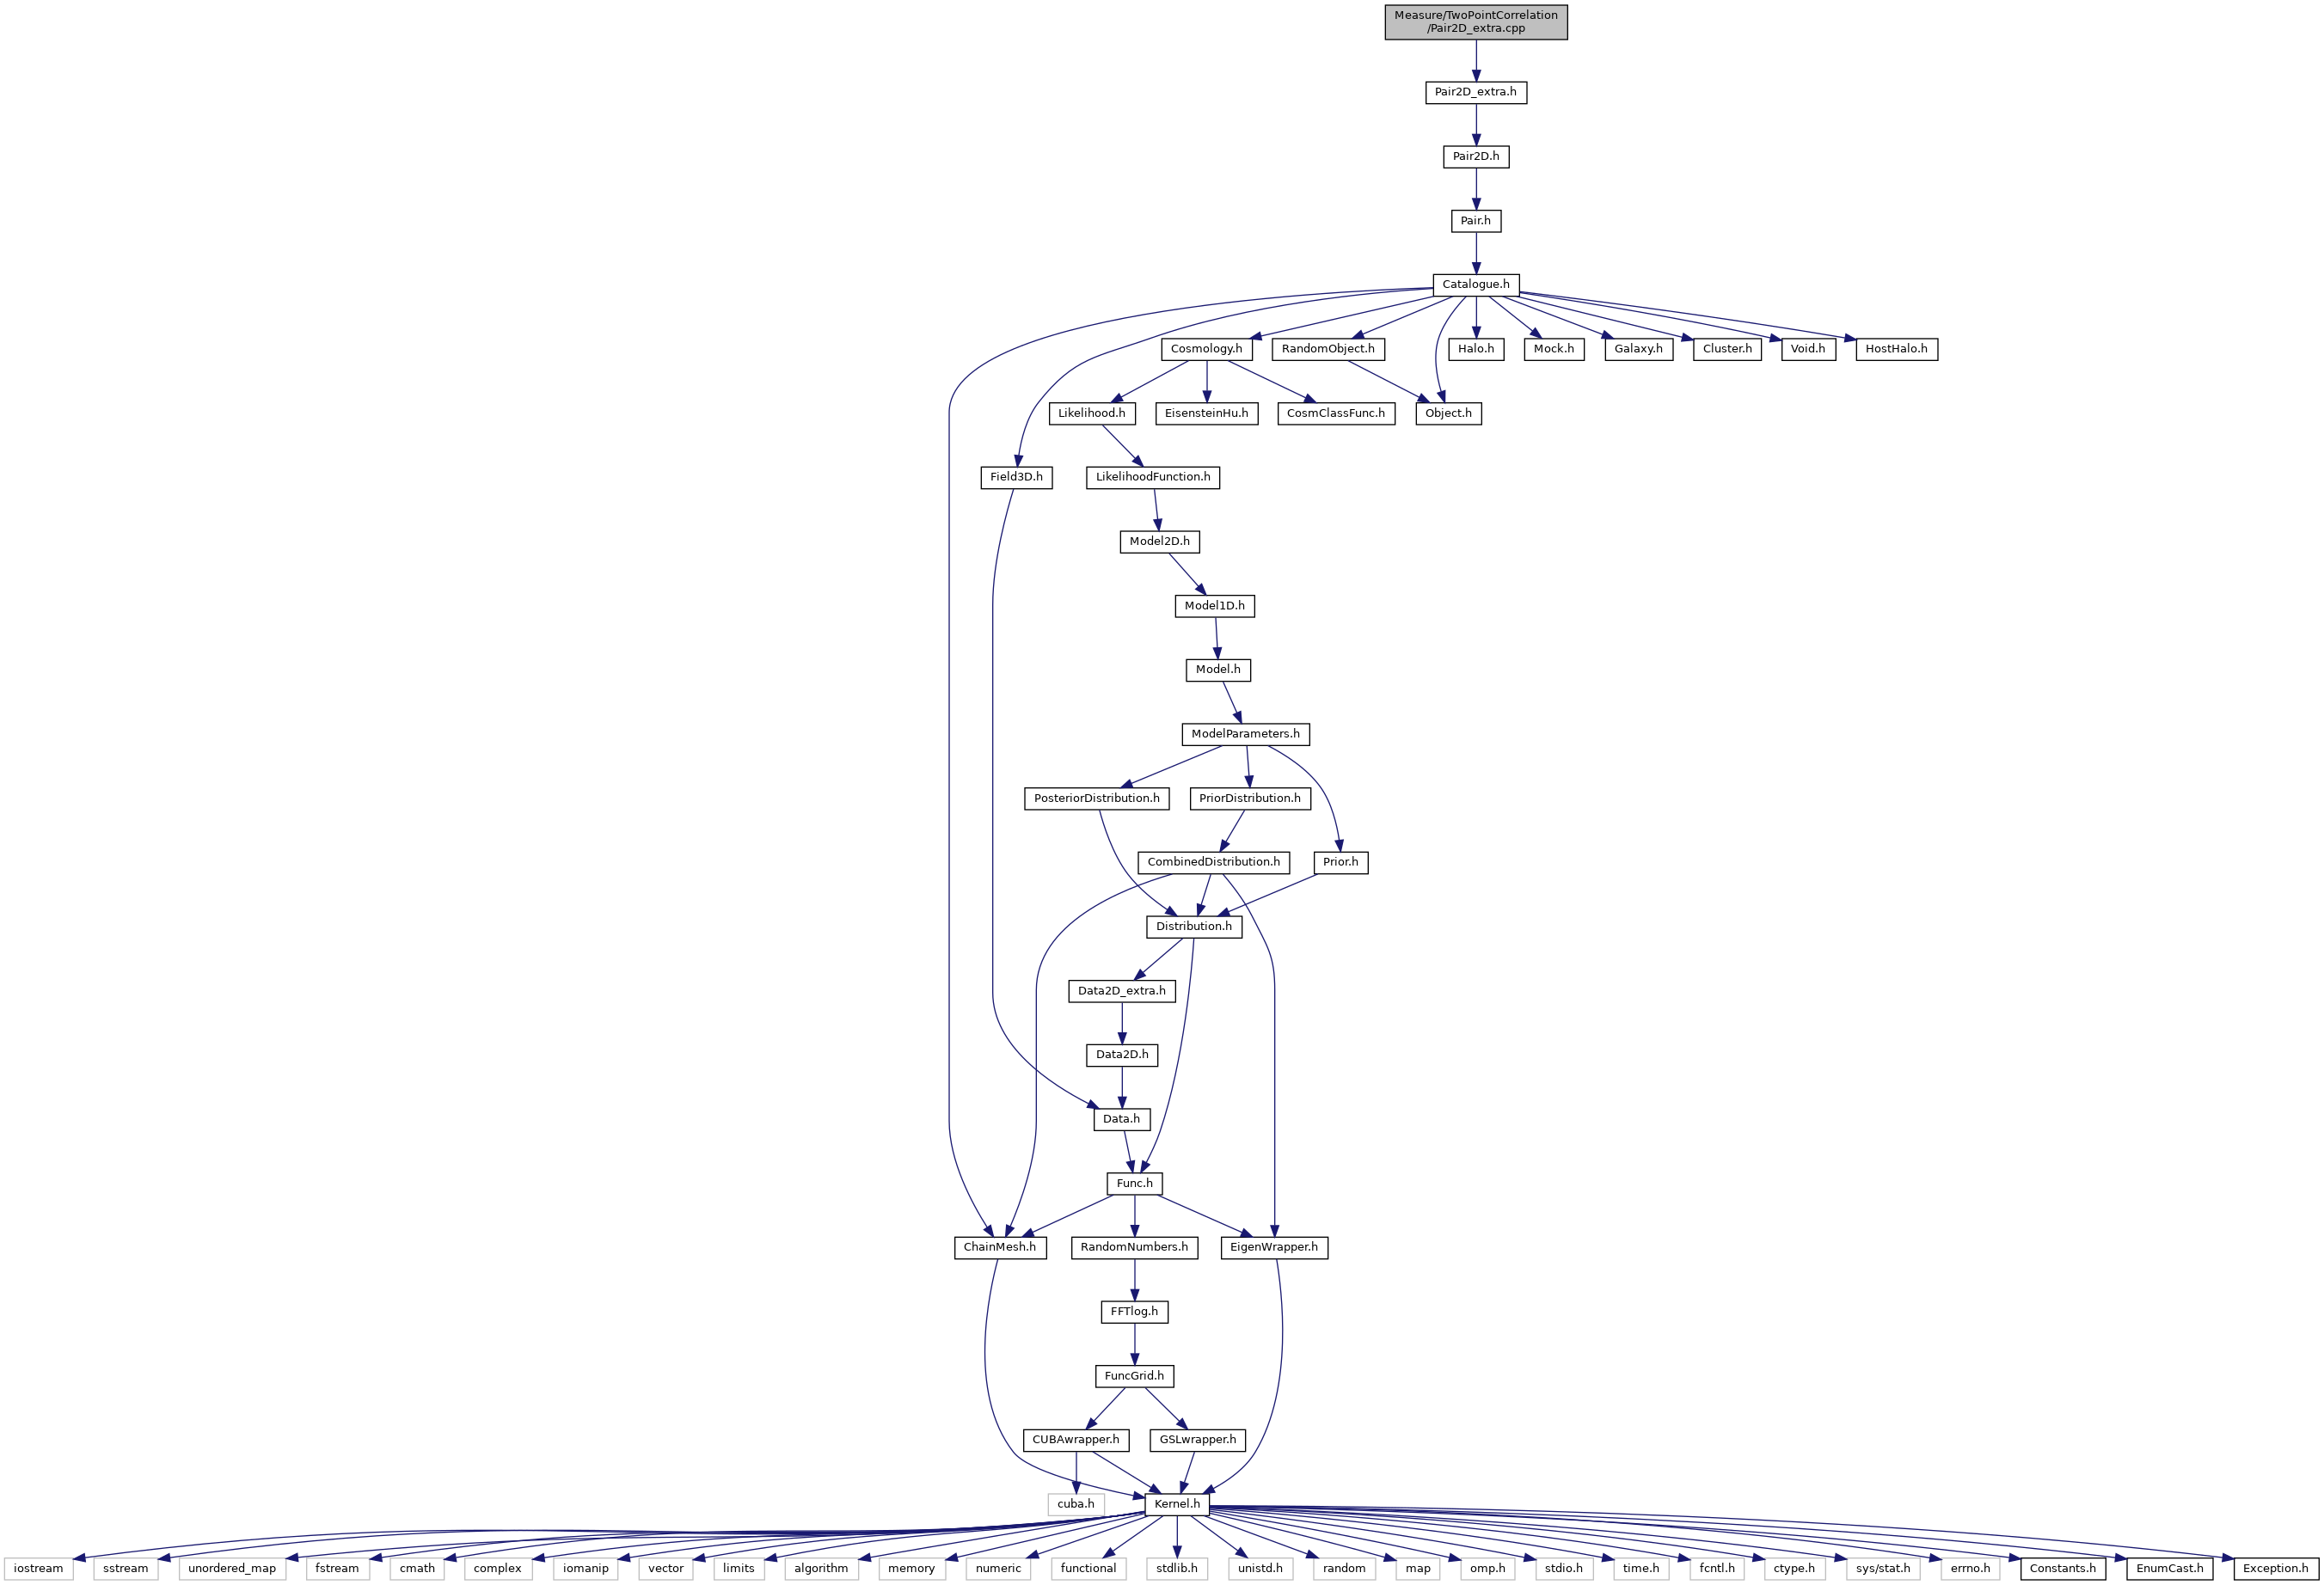 Measure/TwoPointCorrelation
/Pair2D_extra.cpp
Pair2D_extra.h
Pair2D.h
Pair.h
Catalogue.h
Cosmology.h
RandomObject.h
Halo.h
Mock.h
Galaxy.h
Cluster.h
Void.h
HostHalo.h
Likelihood.h
EisensteinHu.h
CosmClassFunc.h
Object.h
Field3D.h
LikelihoodFunction.h
Model2D.h
Model1D.h
Model.h
ModelParameters.h
PosteriorDistribution.h
PriorDistribution.h
CombinedDistribution.h
Prior.h
Distribution.h
Data2D_extra.h
Data2D.h
Data.h
Func.h
ChainMesh.h
RandomNumbers.h
EigenWrapper.h
FFTlog.h
FuncGrid.h
CUBAwrapper.h
GSLwrapper.h
cuba.h
Kernel.h
iostream
sstream
unordered_map
fstream
cmath
complex
iomanip
vector
limits
algorithm
memory
numeric
functional
stdlib.h
unistd.h
random
map
omp.h
stdio.h
time.h
fcntl.h
ctype.h
sys/stat.h
errno.h
Constants.h
EnumCast.h
Exception.h